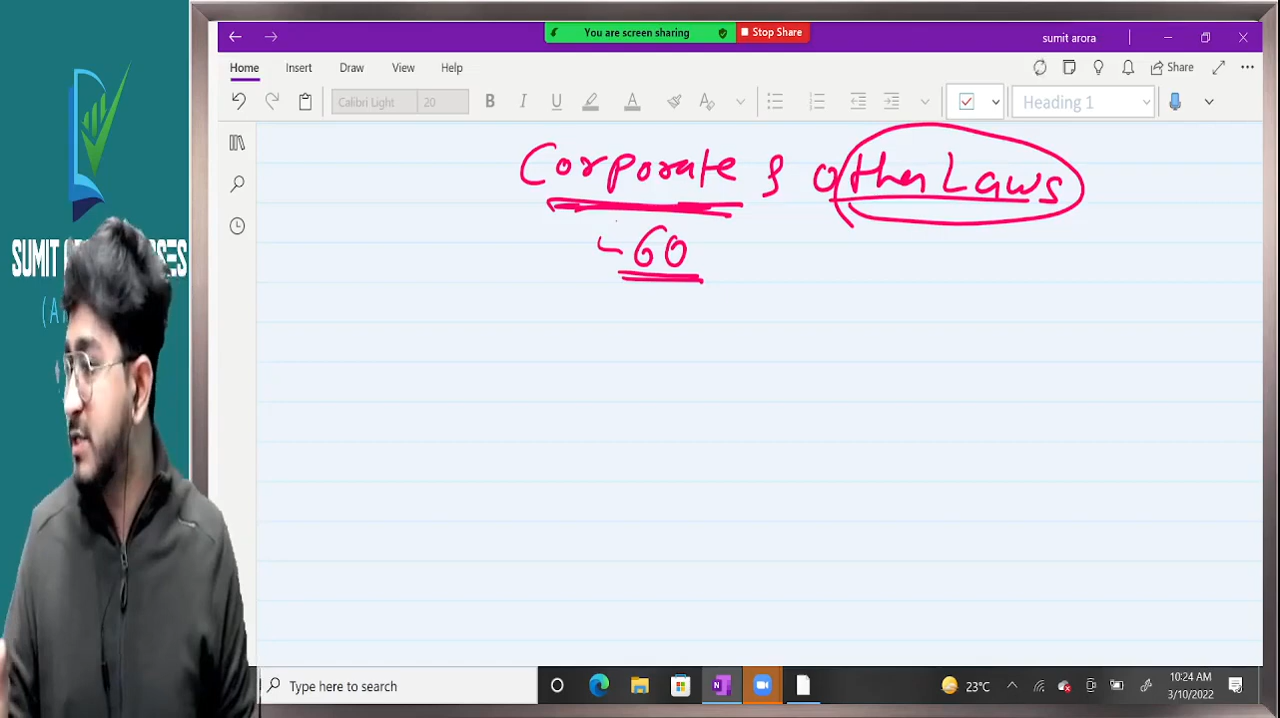 You are screen sharing Stop Share
sumit arora
Home Insert Draw View Help Share
Calibri Light 20 B I U A Heading 1
Corporate & other Laws
60
SUMIT
(A
Type here to search
23°C
10:24 AM
3/10/2022